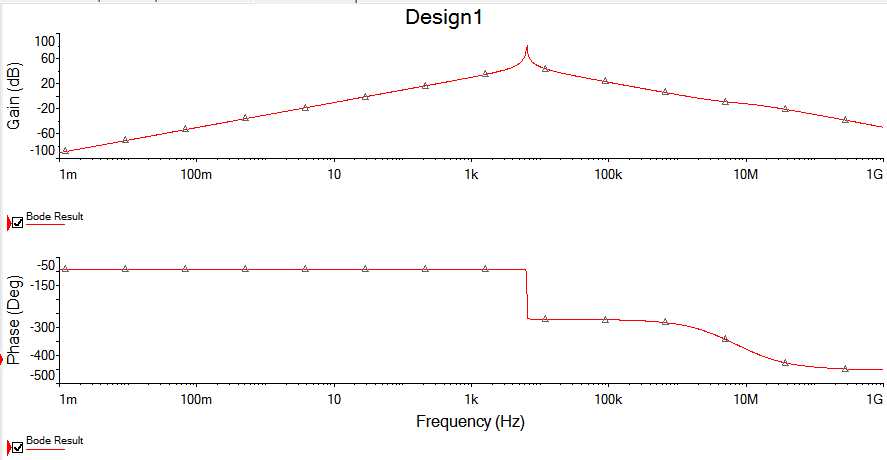 Design1
Gain (dB)
100
60
20
-20
-60
-100
1m 100m 10 1k 100k 10M 1G
Bode Result
Phase (Deg)
-50
-150
-300
-400
-500
1m 100m 10 1k 100k 10M 1G
Frequency (Hz)
Bode Result